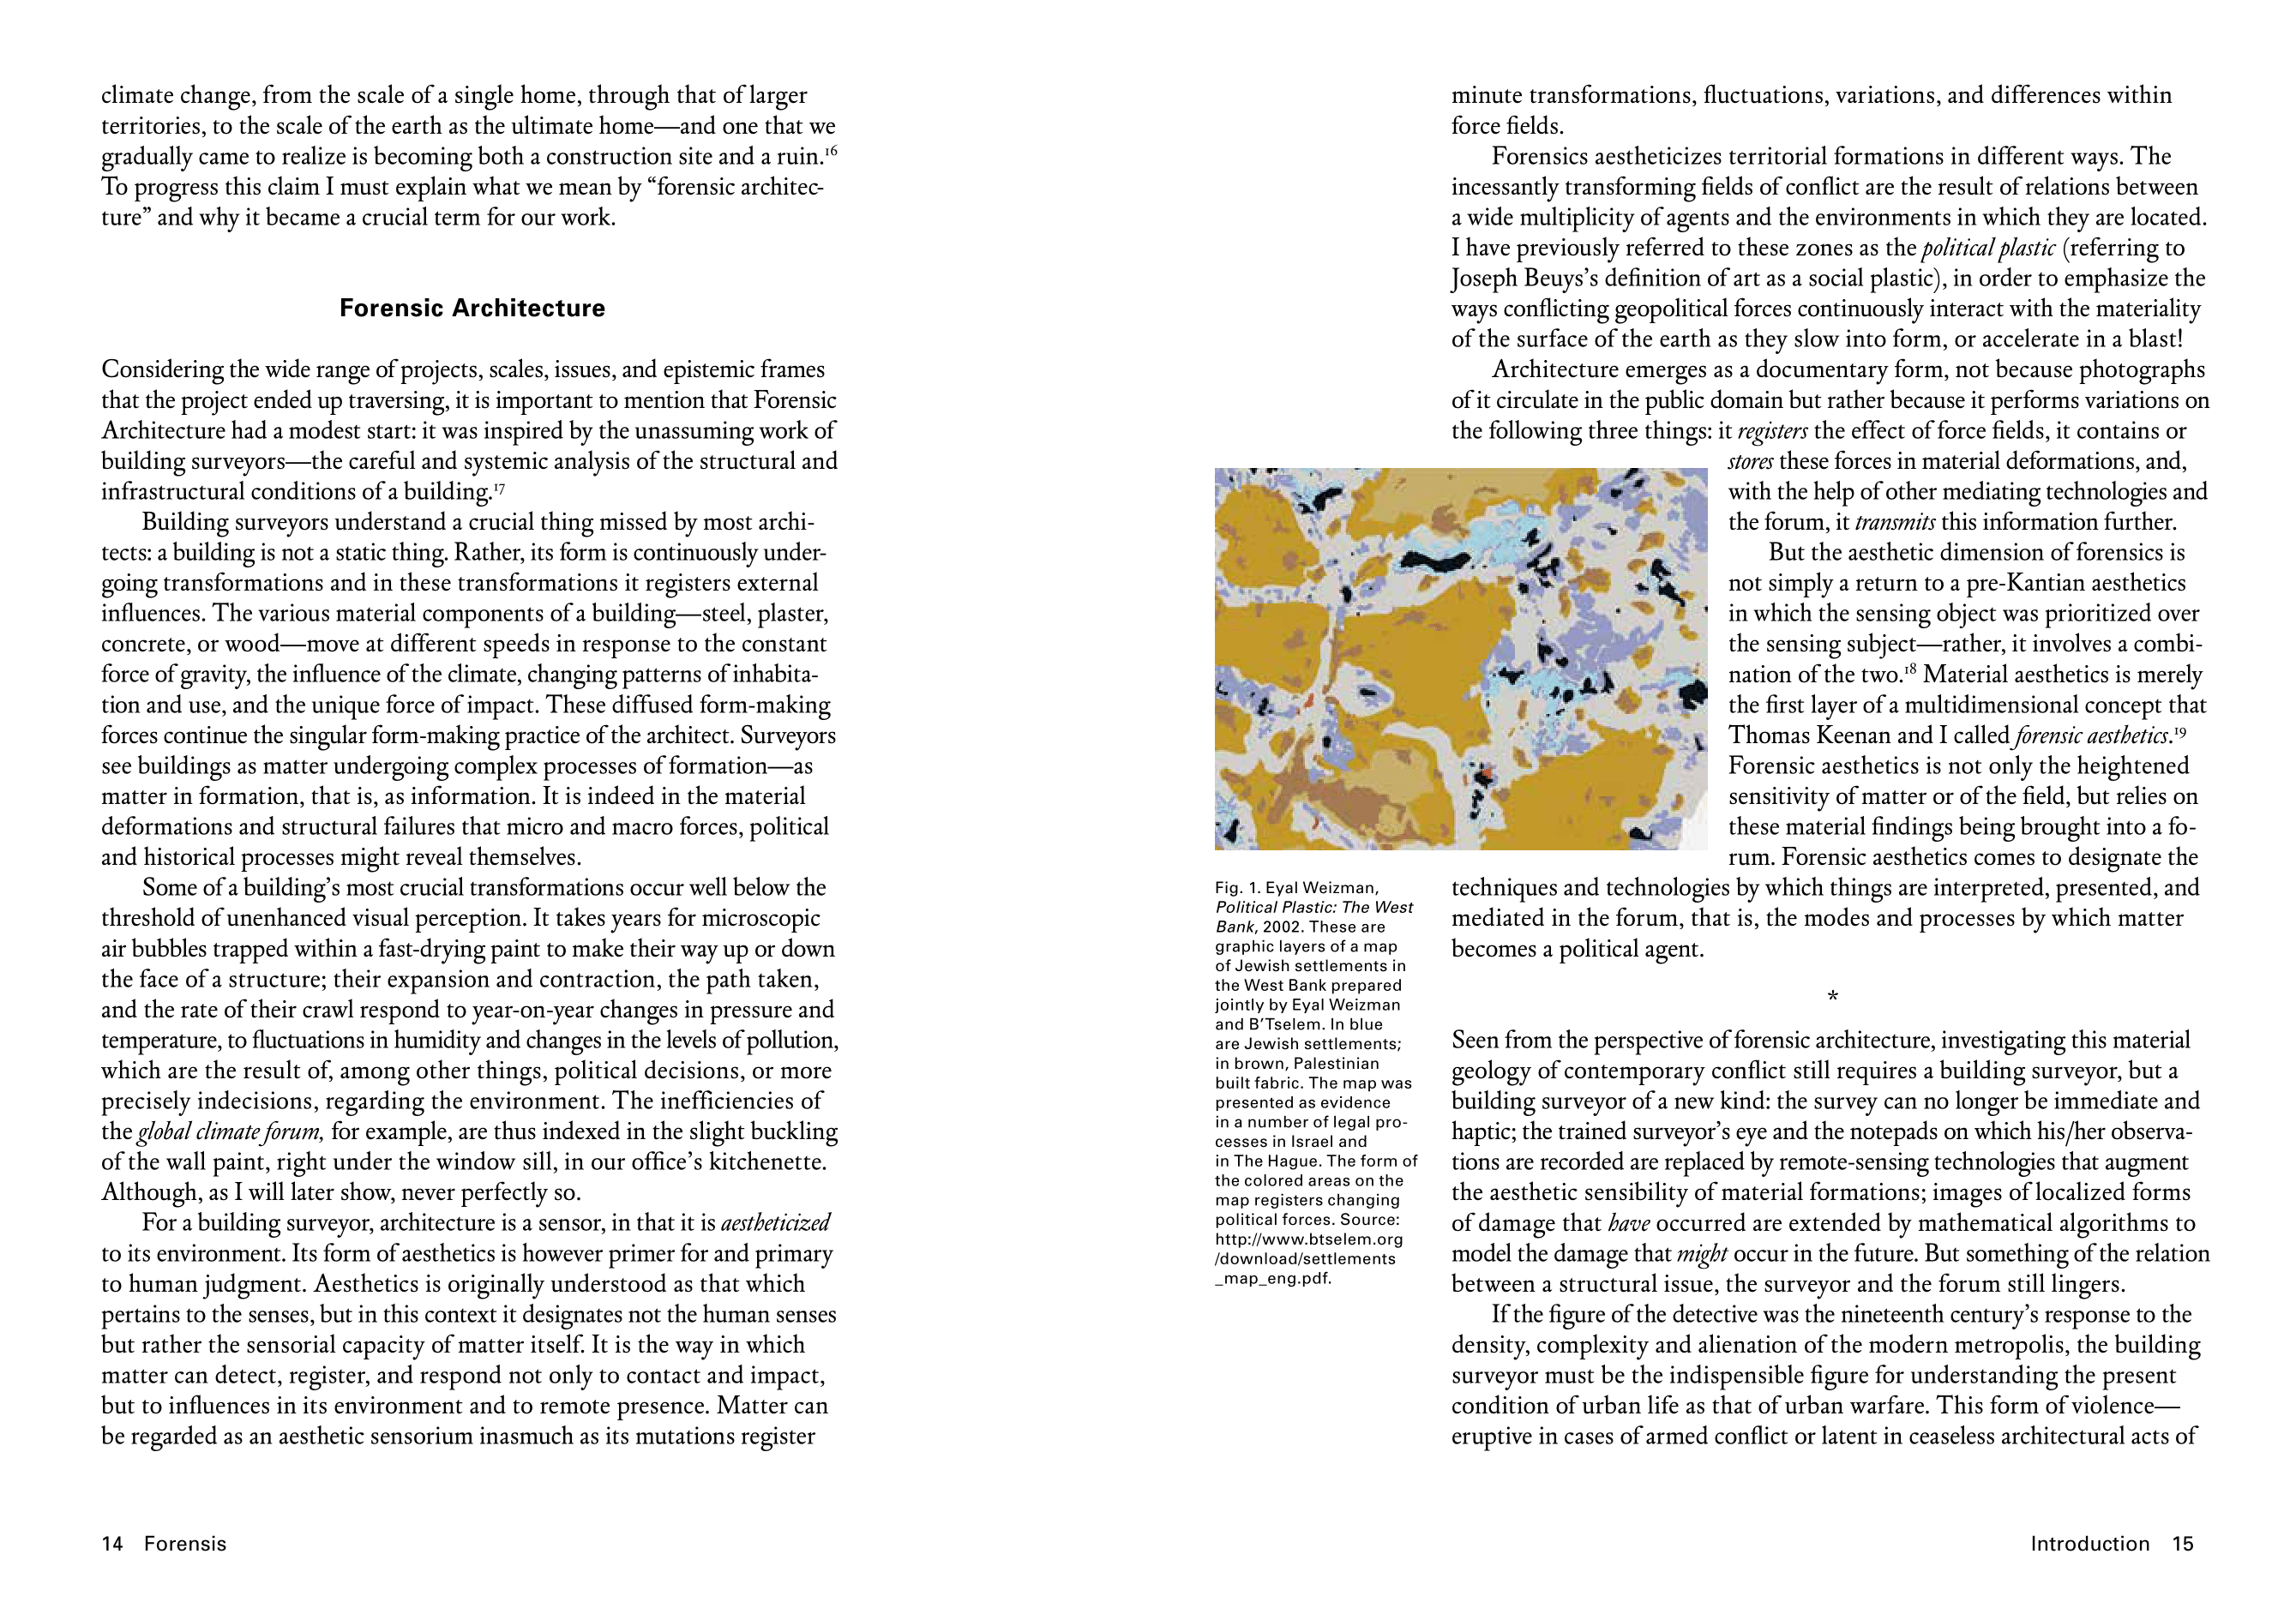 climate change, from the scale of a single home, through that of larger
territories, to the scale of the earth as the ultimate home—and one that we
gradually came to realize is becoming both a construction site and a ruin.16
To progress this claim I must explain what we mean by “forensic architec-
ture” and why it became a crucial term for our work.
Forensic Architecture
Considering the wide range of projects, scales, issues, and epistemic frames
that the project ended up traversing, it is important to mention that Forensic
Architecture had a modest start: it was inspired by the unassuming work of
building surveyors—the careful and systemic analysis of the structural and
infrastructural conditions of a building.17
Building surveyors understand a crucial thing missed by most archi-
tects: a building is not a static thing. Rather, its form is continuously under-
going transformations and in these transformations it registers external
influences. The various material components of a building—steel, plaster,
concrete, or wood—move at different speeds in response to the constant
force of gravity, the influence of the climate, changing patterns of inhabita-
tion and use, and the unique force of impact. These diffused form-making
forces continue the singular form-making practice of the architect. Surveyors
see buildings as matter undergoing complex processes of formation—as
matter in formation, that is, as information. It is indeed in the material
deformations and structural failures that micro and macro forces, political
and historical processes might reveal themselves.
Some of a building’s most crucial transformations occur well below the
threshold of unenhanced visual perception. It takes years for microscopic
air bubbles trapped within a fast-drying paint to make their way up or down
the face of a structure; their expansion and contraction, the path taken,
and the rate of their crawl respond to year-on-year changes in pressure and
temperature, to fluctuations in humidity and changes in the levels of pollution,
which are the result of, among other things, political decisions, or more
precisely indecisions, regarding the environment. The inefficiencies of
the global climate forum, for example, are thus indexed in the slight buckling
of the wall paint, right under the window sill, in our office’s kitchenette.
Although, as I will later show, never perfectly so.
For a building surveyor, architecture is a sensor, in that it is aestheticized
to its environment. Its form of aesthetics is however primer for and primary
to human judgment. Aesthetics is originally understood as that which
pertains to the senses, but in this context it designates not the human senses
but rather the sensorial capacity of matter itself. It is the way in which
matter can detect, register, and respond not only to contact and impact,
but to influences in its environment and to remote presence. Matter can
be regarded as an aesthetic sensorium inasmuch as its mutations register
14 Forensis
minute transformations, fluctuations, variations, and differences within
force fields.
Forensics aestheticizes territorial formations in different ways. The
incessantly transforming fields of conflict are the result of relations between
a wide multiplicity of agents and the environments in which they are located.
I have previously referred to these zones as the political plastic (referring to
Joseph Beuys’s definition of art as a social plastic), in order to emphasize the
ways conflicting geopolitical forces continuously interact with the materiality
of the surface of the earth as they slow into form, or accelerate in a blast!
Architecture emerges as a documentary form, not because photographs
of it circulate in the public domain but rather because it performs variations on
the following three things: it registers the effect of force fields, it contains or
stores these forces in material deformations, and,
with the help of other mediating technologies and
the forum, it transmits this information further.
But the aesthetic dimension of forensics is
not simply a return to a pre-Kantian aesthetics
in which the sensing object was prioritized over
the sensing subject—rather, it involves a combi-
nation of the two.18 Material aesthetics is merely
the first layer of a multidimensional concept that
Thomas Keenan and I called forensic aesthetics.19
Forensic aesthetics is not only the heightened
sensitivity of matter or of the field, but relies on
these material findings being brought into a fo-
rum. Forensic aesthetics comes to designate the
techniques and technologies by which things are interpreted, presented, and
mediated in the forum, that is, the modes and processes by which matter
becomes a political agent.
*
Seen from the perspective of forensic architecture, investigating this material
geology of contemporary conflict still requires a building surveyor, but a
building surveyor of a new kind: the survey can no longer be immediate and
haptic; the trained surveyor’s eye and the notepads on which his/her observa-
tions are recorded are replaced by remote-sensing technologies that augment
the aesthetic sensibility of material formations; images of localized forms
of damage that have occurred are extended by mathematical algorithms to
model the damage that might occur in the future. But something of the relation
between a structural issue, the surveyor and the forum still lingers.
If the figure of the detective was the nineteenth century’s response to the
density, complexity and alienation of the modern metropolis, the building
surveyor must be the indispensible figure for understanding the present
condition of urban life as that of urban warfare. This form of violence—
eruptive in cases of armed conflict or latent in ceaseless architectural acts of
Fig. 1. Eyal Weizman,
Political Plastic: The West
Bank, 2002. These are
graphic layers of a map
of Jewish settlements in
the West Bank prepared
jointly by Eyal Weizman
and B’Tselem. In blue
are Jewish settlements;
in brown, Palestinian
built fabric. The map was
presented as evidence
in a number of legal pro-
cesses in Israel and
in The Hague. The form of
the colored areas on the
map registers changing
political forces. Source:
http://www.btselem.org
/download/settlements
_map_eng.pdf.
Introduction 15